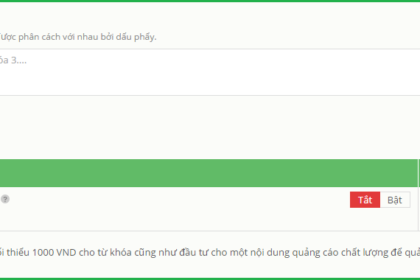 được phân cách với nhau bởi dấu phẩy.
óa 3....
?
Tắt Bật
ối thiểu 1000 VND cho từ khóa cũng như đầu tư cho một nội dung quảng cáo chất lượng để quả